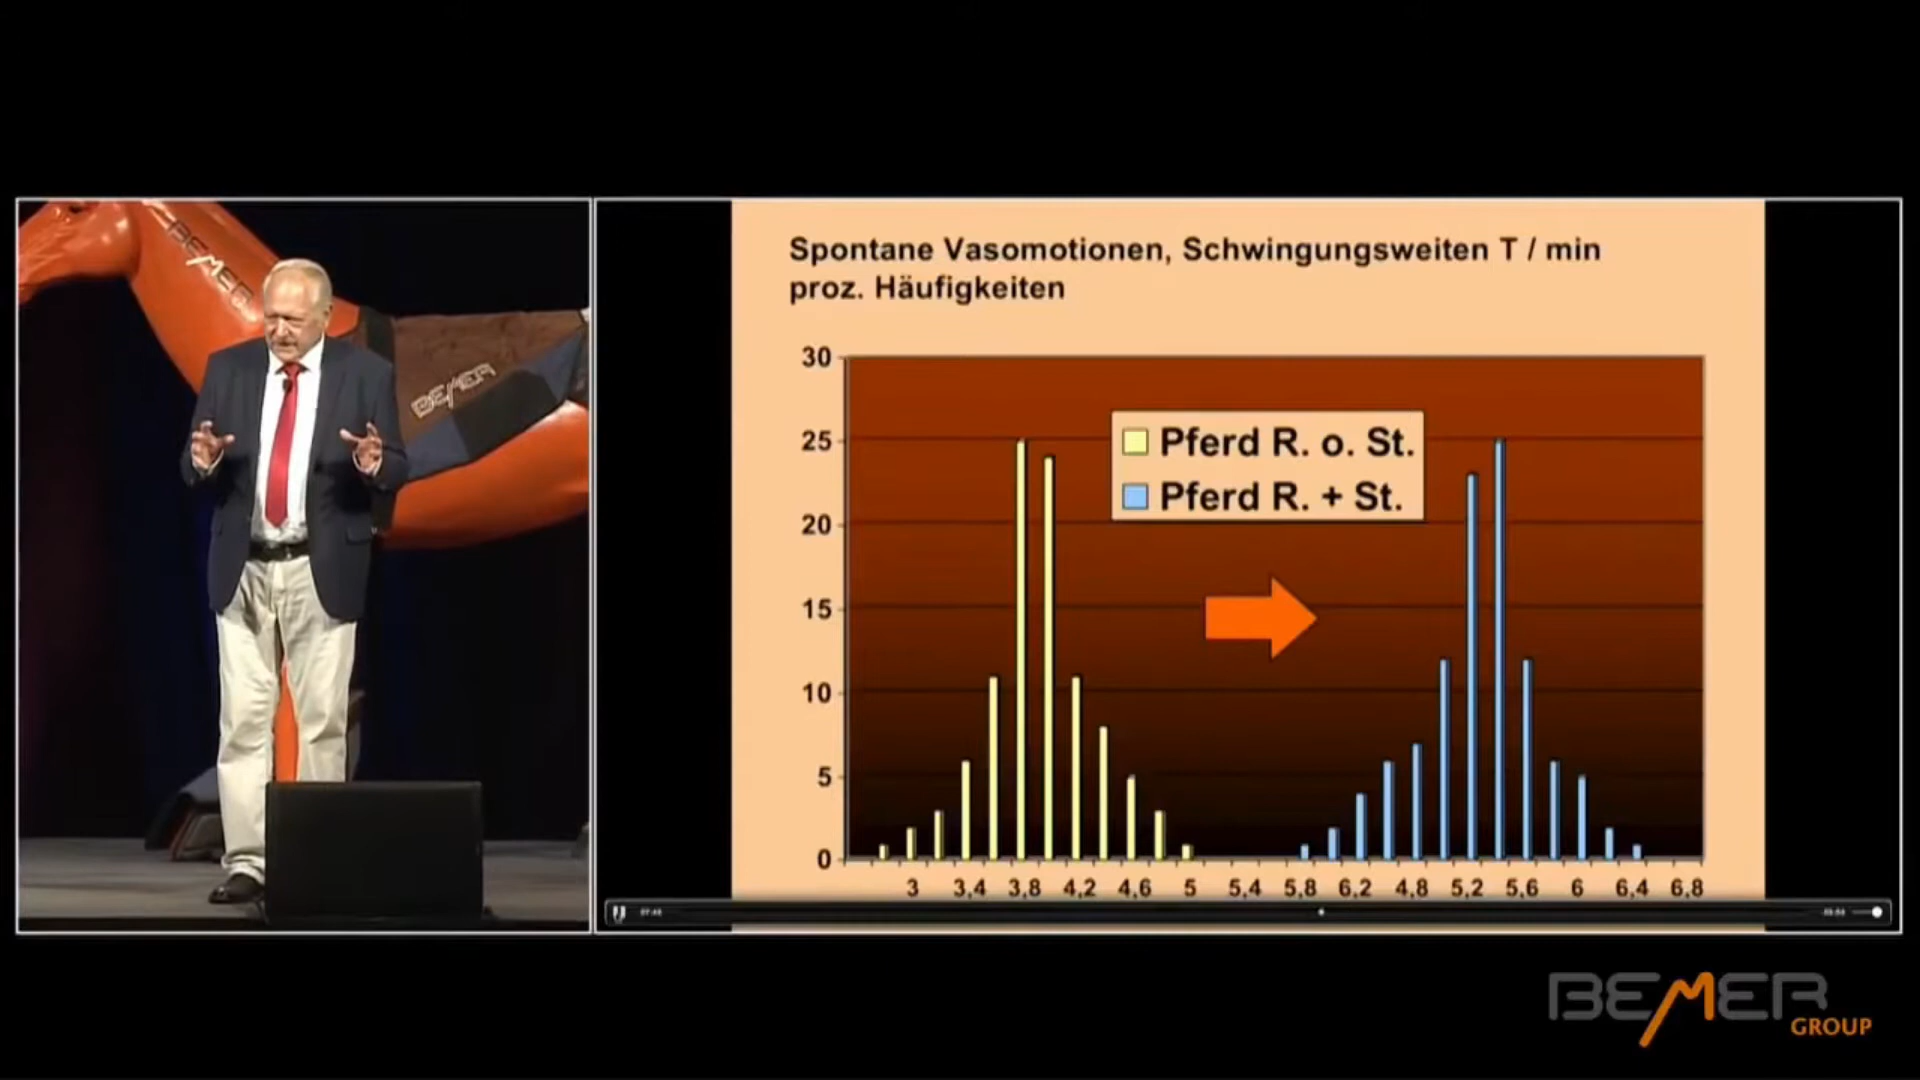 BEMER
BEMER
Spontane Vasomotionen, Schwingungsweiten T / min
proz. Häufigkeiten
30
25
20
15
10
5
0
Pferd R. o. St.
Pferd R. + St.
3 3,4 3,8 4,2 4,6 5 5,4 5,8 6,2 4,8 5,2 5,6 6 6,4 6,8
BEMER
GROUP